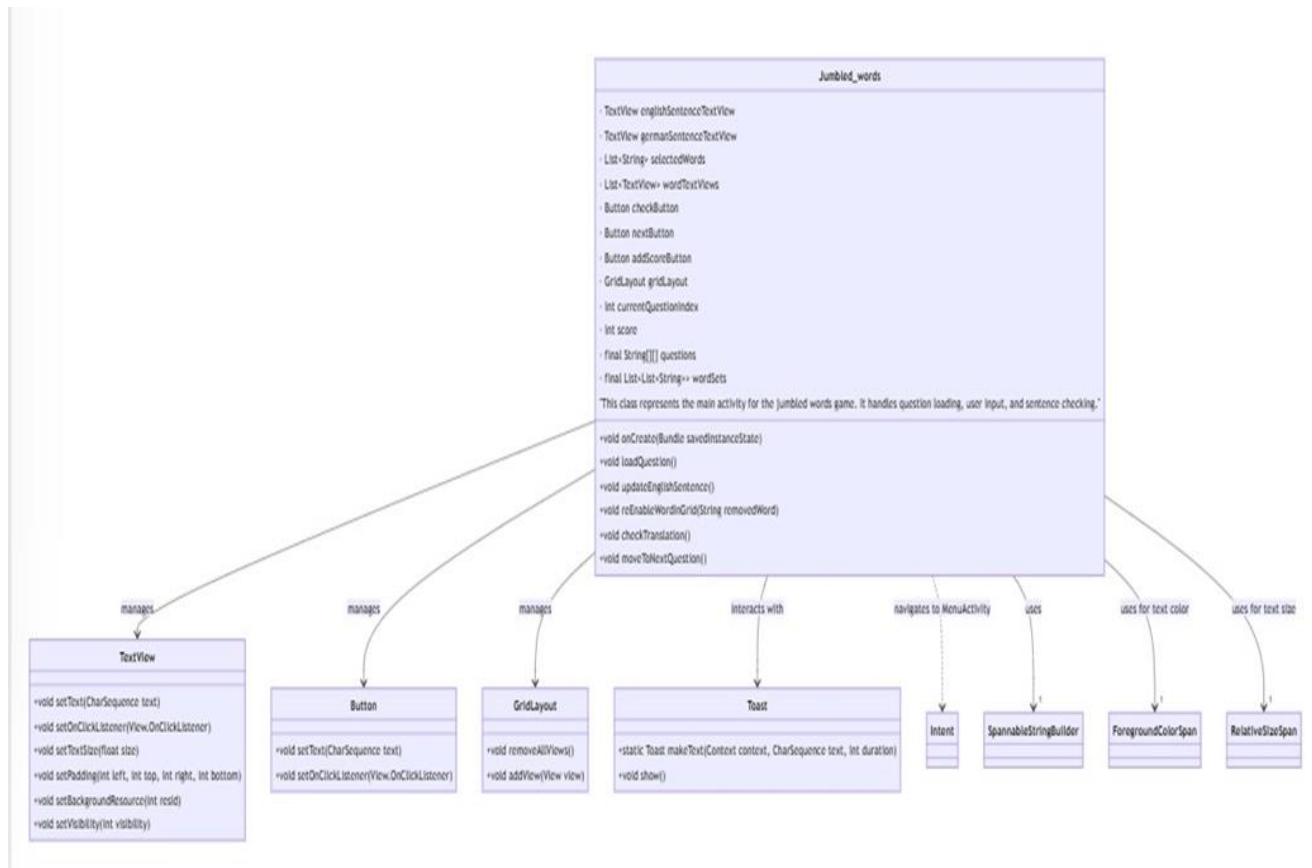 Jumbled_words
- TextView englishSentenceTextView
- TextView germanSentenceTextView
- List<String> selectedWords
- List<TextView> wordTextViews
- Button checkButton
- Button nextButton
- Button addScoreButton
- GridLayout gridLayout
- int currentQuestionIndex
- int score
- final String[][] questions
- final List<List<String>> wordSets
"This class represents the main activity for the jumbled words game. It handles question loading, user input, and sentence checking."
+void onCreate(Bundle savedInstanceState)
+void loadQuestion()
+void updateEnglishSentence()
+void reEnableWordInGrid(String removedWord)
+void checkTranslation()
+void moveToNextQuestion()
manages
manages
manages
interacts with
navigates to MenuActivity
uses
uses for text color
uses for text size
TextView
+void setText(CharSequence text)
+void setOnClickListener(View.OnClickListener)
+void setTextSize(float size)
+void setPadding(int left, int top, int right, int bottom)
+void setBackgroundResource(int resid)
+void setVisibility(int visibility)
Button
+void setText(CharSequence text)
+void setOnClickListener(View.OnClickListener)
GridLayout
+void removeAllViews()
+void addView(View view)
Toast
+static Toast makeText(Context context, CharSequence text, int duration)
+void show()
Intent
1
SpannableStringBuilder
1
ForegroundColorSpan
1
RelativeSizeSpan